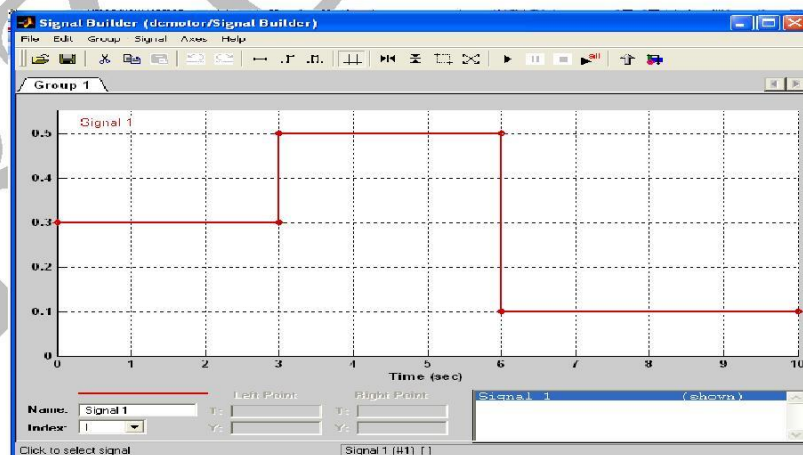 Signal Builder (dcmotor/Signal Builder)
File Edit Group Signal Axes Help
all
Group 1
Signal 1
0.5
0.4
0.3
0.2
0.1
0
0 1 2 3 4 5 6 7 8 9 10
Time (sec)
Left Point Right Point
Name: Signal 1 T: T:
Index: 1 Y: Y:
Signal 1 (shown)
Click to select signal Signal 1 (#1) [ ]